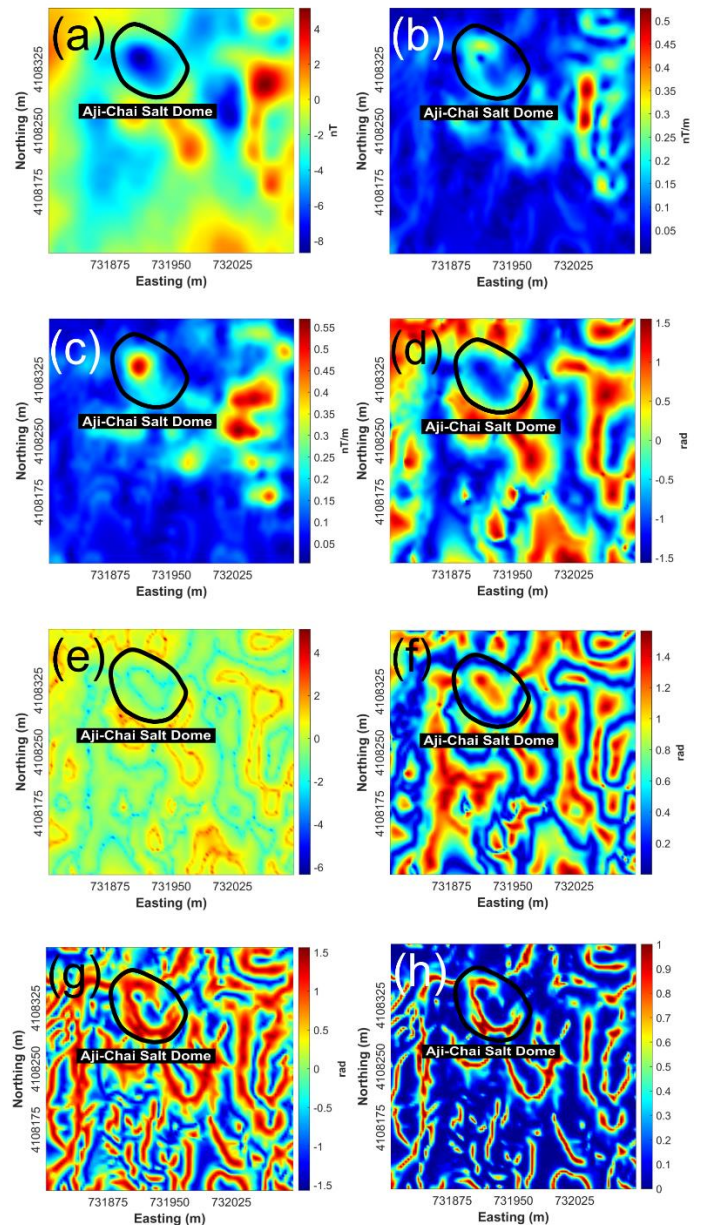 (a)
Northing (m)
4108325
4108250
4108175
Aji-Chai Salt Dome
731875 731950 732025
Easting (m)
4
2
0
-2
-4
-6
-8
nT
(b)
Northing (m)
4108325
4108250
4108175
Aji-Chai Salt Dome
731875 731950 732025
Easting (m)
0.5
0.45
0.4
0.35
0.3
0.25
0.2
0.15
0.1
0.05
nT/m
(c)
Northing (m)
4108325
4108250
4108175
Aji-Chai Salt Dome
731875 731950 732025
Easting (m)
0.55
0.5
0.45
0.4
0.35
0.3
0.25
0.2
0.15
0.1
0.05
nT/m
(d)
Northing (m)
4108325
4108250
4108175
Aji-Chai Salt Dome
731875 731950 732025
Easting (m)
1.5
1
0.5
0
-0.5
-1
-1.5
rad
(e)
Northing (m)
4108325
4108250
4108175
Aji-Chai Salt Dome
731875 731950 732025
Easting (m)
4
2
0
-2
-4
-6
(f)
Northing (m)
4108325
4108250
4108175
Aji-Chai Salt Dome
731875 731950 732025
Easting (m)
1.4
1.2
1
0.8
0.6
0.4
0.2
rad
(g)
Northing (m)
4108325
4108250
4108175
Aji-Chai Salt Dome
731875 731950 732025
Easting (m)
1.5
1
0.5
0
-0.5
-1
-1.5
rad
(h)
Northing (m)
4108325
4108250
4108175
Aji-Chai Salt Dome
731875 731950 732025
Easting (m)
1
0.9
0.8
0.7
0.6
0.5
0.4
0.3
0.2
0.1
0